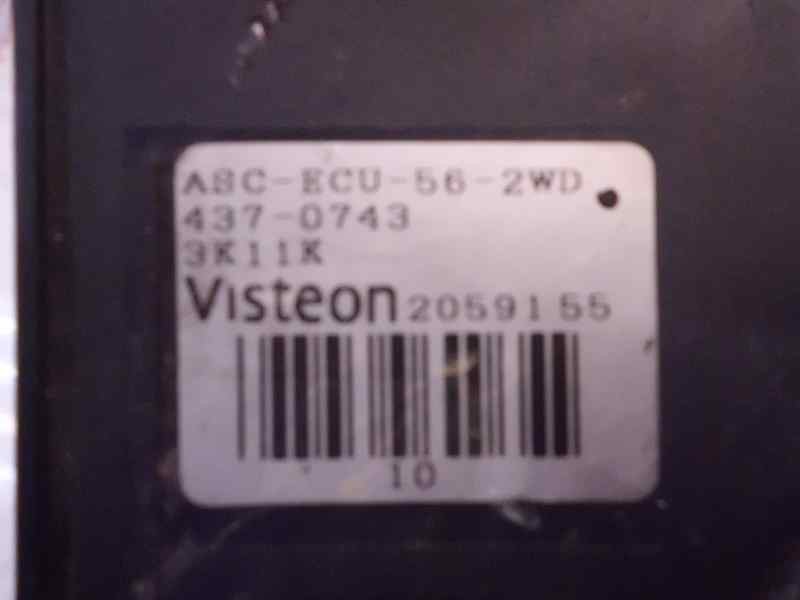 ASC-ECU-56-2WD
437-0743
3K11K
Visteon 2059155
10